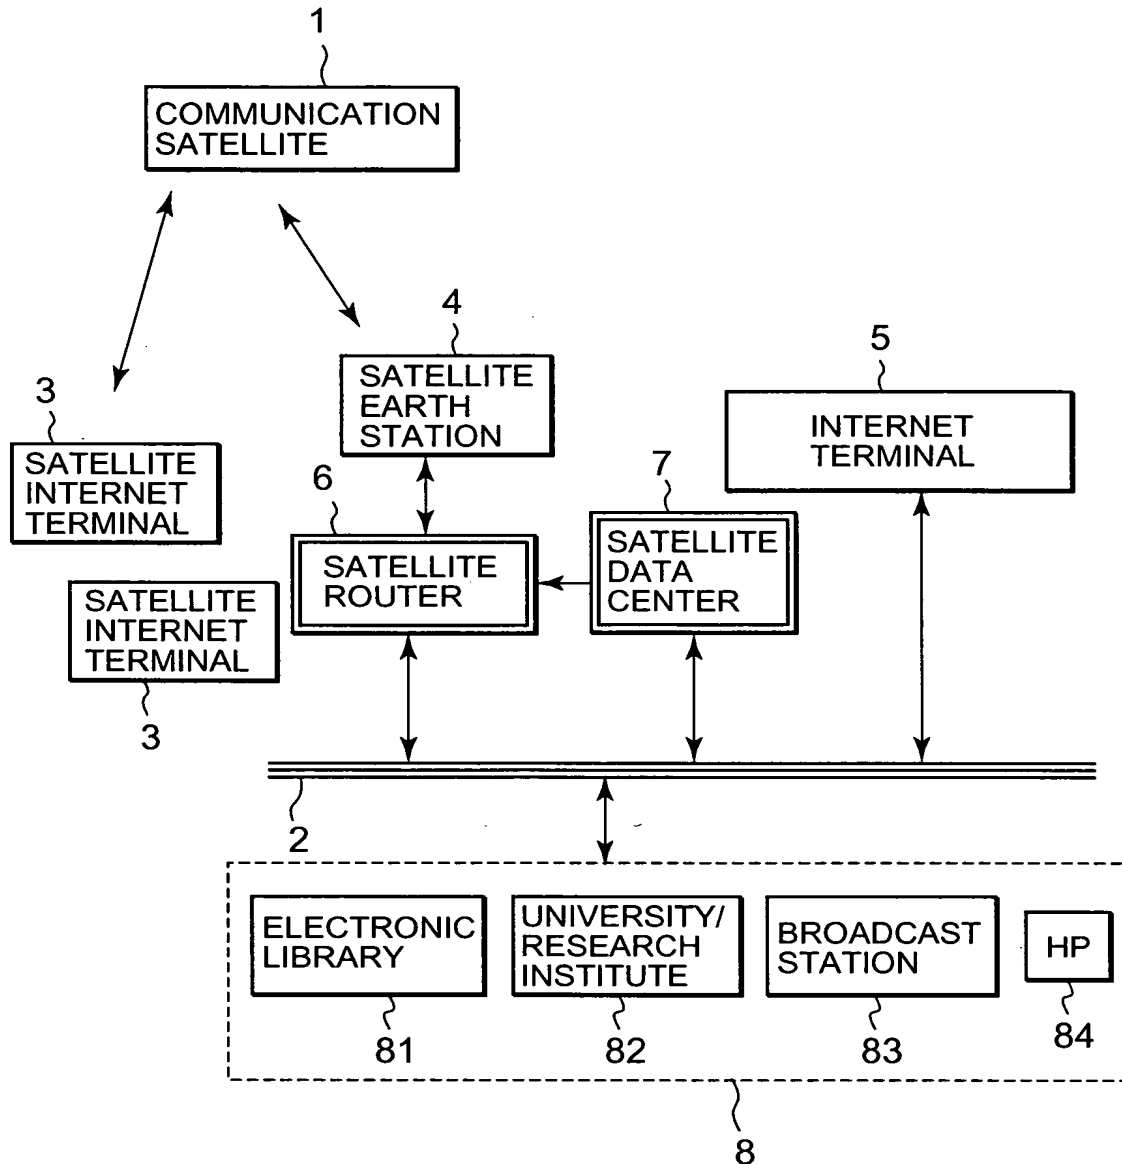 1
COMMUNICATION
SATELLITE
4
SATELLITE
EARTH
STATION
5
INTERNET
TERMINAL
3
SATELLITE
INTERNET
TERMINAL
6
SATELLITE
ROUTER
7
SATELLITE
DATA
CENTER
SATELLITE
INTERNET
TERMINAL
3
2
ELECTRONIC
LIBRARY
81
UNIVERSITY/
RESEARCH
INSTITUTE
82
BROADCAST
STATION
83
HP
84
8